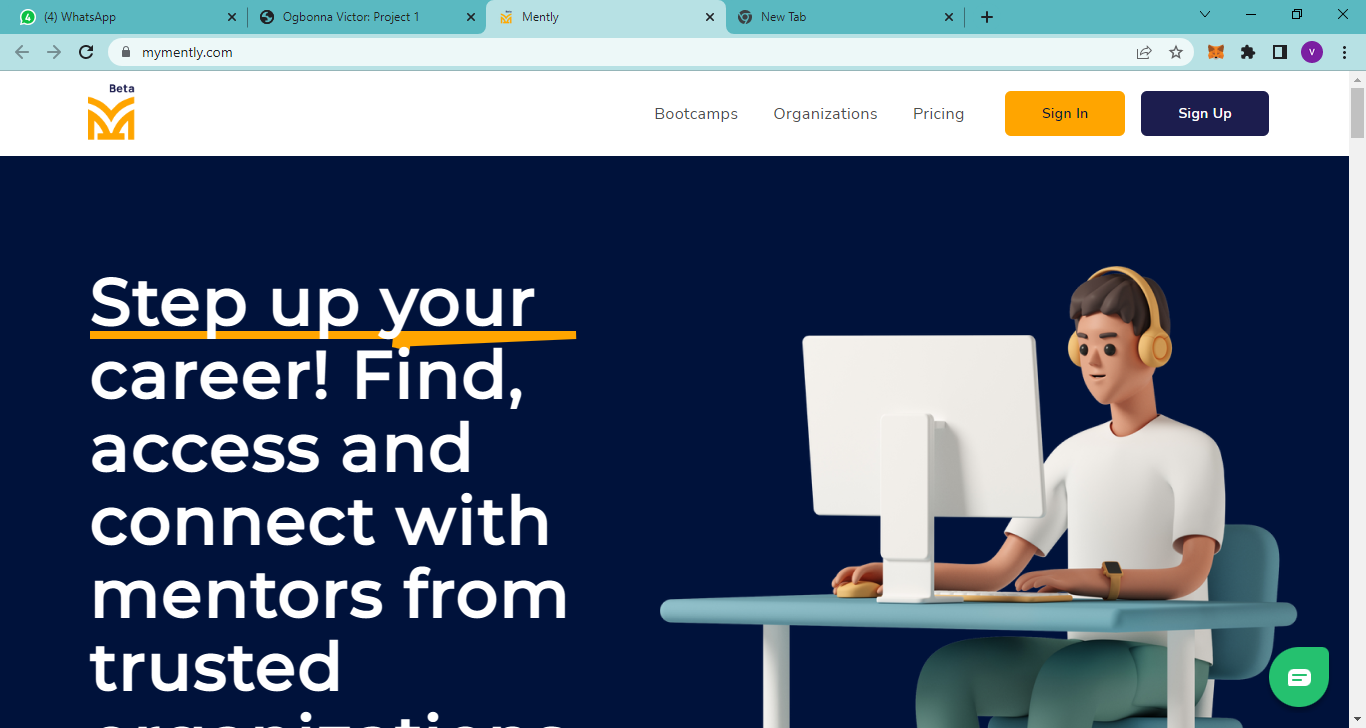 (4) WhatsApp
Ogbonna Victor: Project 1
Mently
New Tab
mymently.com
V
Beta
Bootcamps
Organizations
Pricing
Sign In
Sign Up
Step up your
career! Find,
access and
connect with
mentors from
trusted
organizations